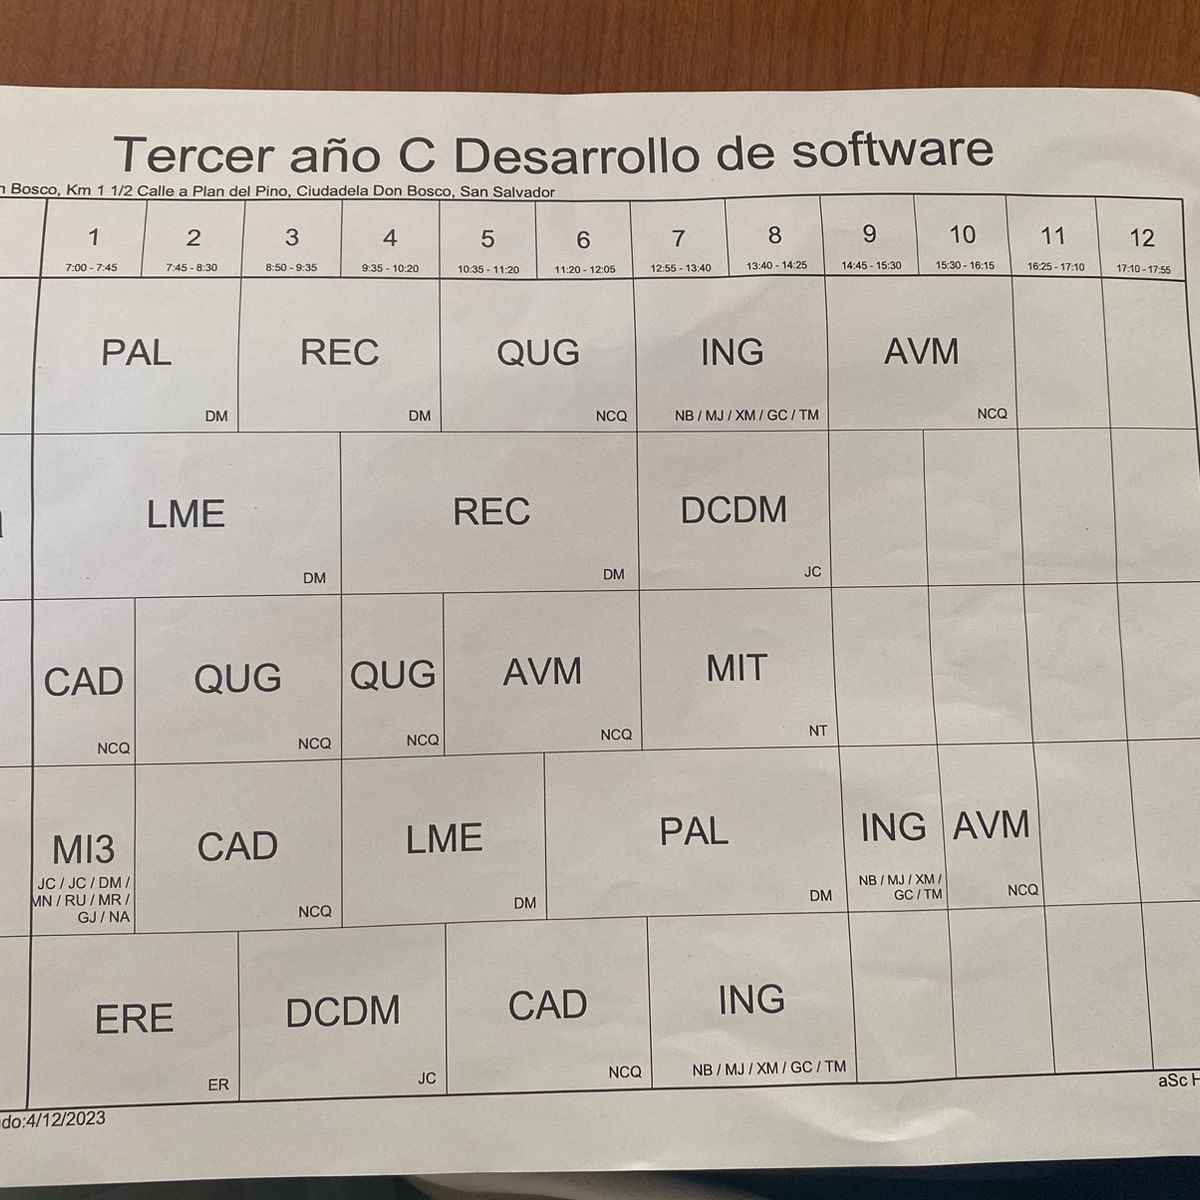 Tercer año C Desarrollo de software
Bosco, Km 1 1/2 Calle a Plan del Pino, Ciudadela Don Bosco, San Salvador
1 2 3 4 5 6 7 8 9 10 11 12
7:00 - 7:45 7:45 - 8:30 8:50 - 9:35 9:35 - 10:20 10:35 - 11:20 11:20 - 12:05 12:55 - 13:40 13:40 - 14:25 14:45 - 15:30 15:30 - 16:15 16:25 - 17:10 17:10 - 17:55
PAL REC QUG ING AVM
DM DM NCQ NB / MJ / XM / GC / TM NCQ
LME REC DCDM
DM DM JC
CAD QUG QUG AVM MIT
NCQ NCQ NCQ NCQ NT
MI3 CAD LME PAL ING AVM
JC / JC / DM / NCQ DM DM NB / MJ / XM / NCQ
MN / RU / MR / GC / TM
GJ / NA
ERE DCDM CAD ING
ER JC NCQ NB / MJ / XM / GC / TM
do:4/12/2023
aSc H